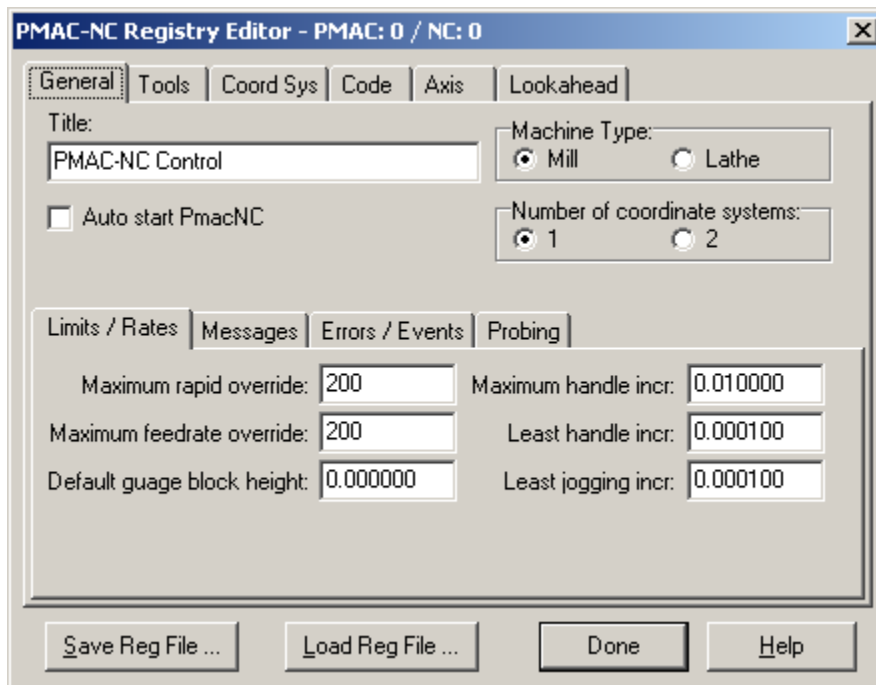 PMAC-NC Registry Editor - PMAC: 0 / NC: 0
General Tools Coord Sys Code Axis Lookahead
Title:
PMAC-NC Control
Machine Type:
Mill Lathe
Auto start PmacNC
Number of coordinate systems:
1 2
Limits / Rates Messages Errors / Events Probing
Maximum rapid override: 200 Maximum handle incr: 0.010000
Maximum feedrate override: 200 Least handle incr: 0.000100
Default guage block height: 0.000000 Least jogging incr: 0.000100
Save Reg File ... Load Reg File ... Done Help